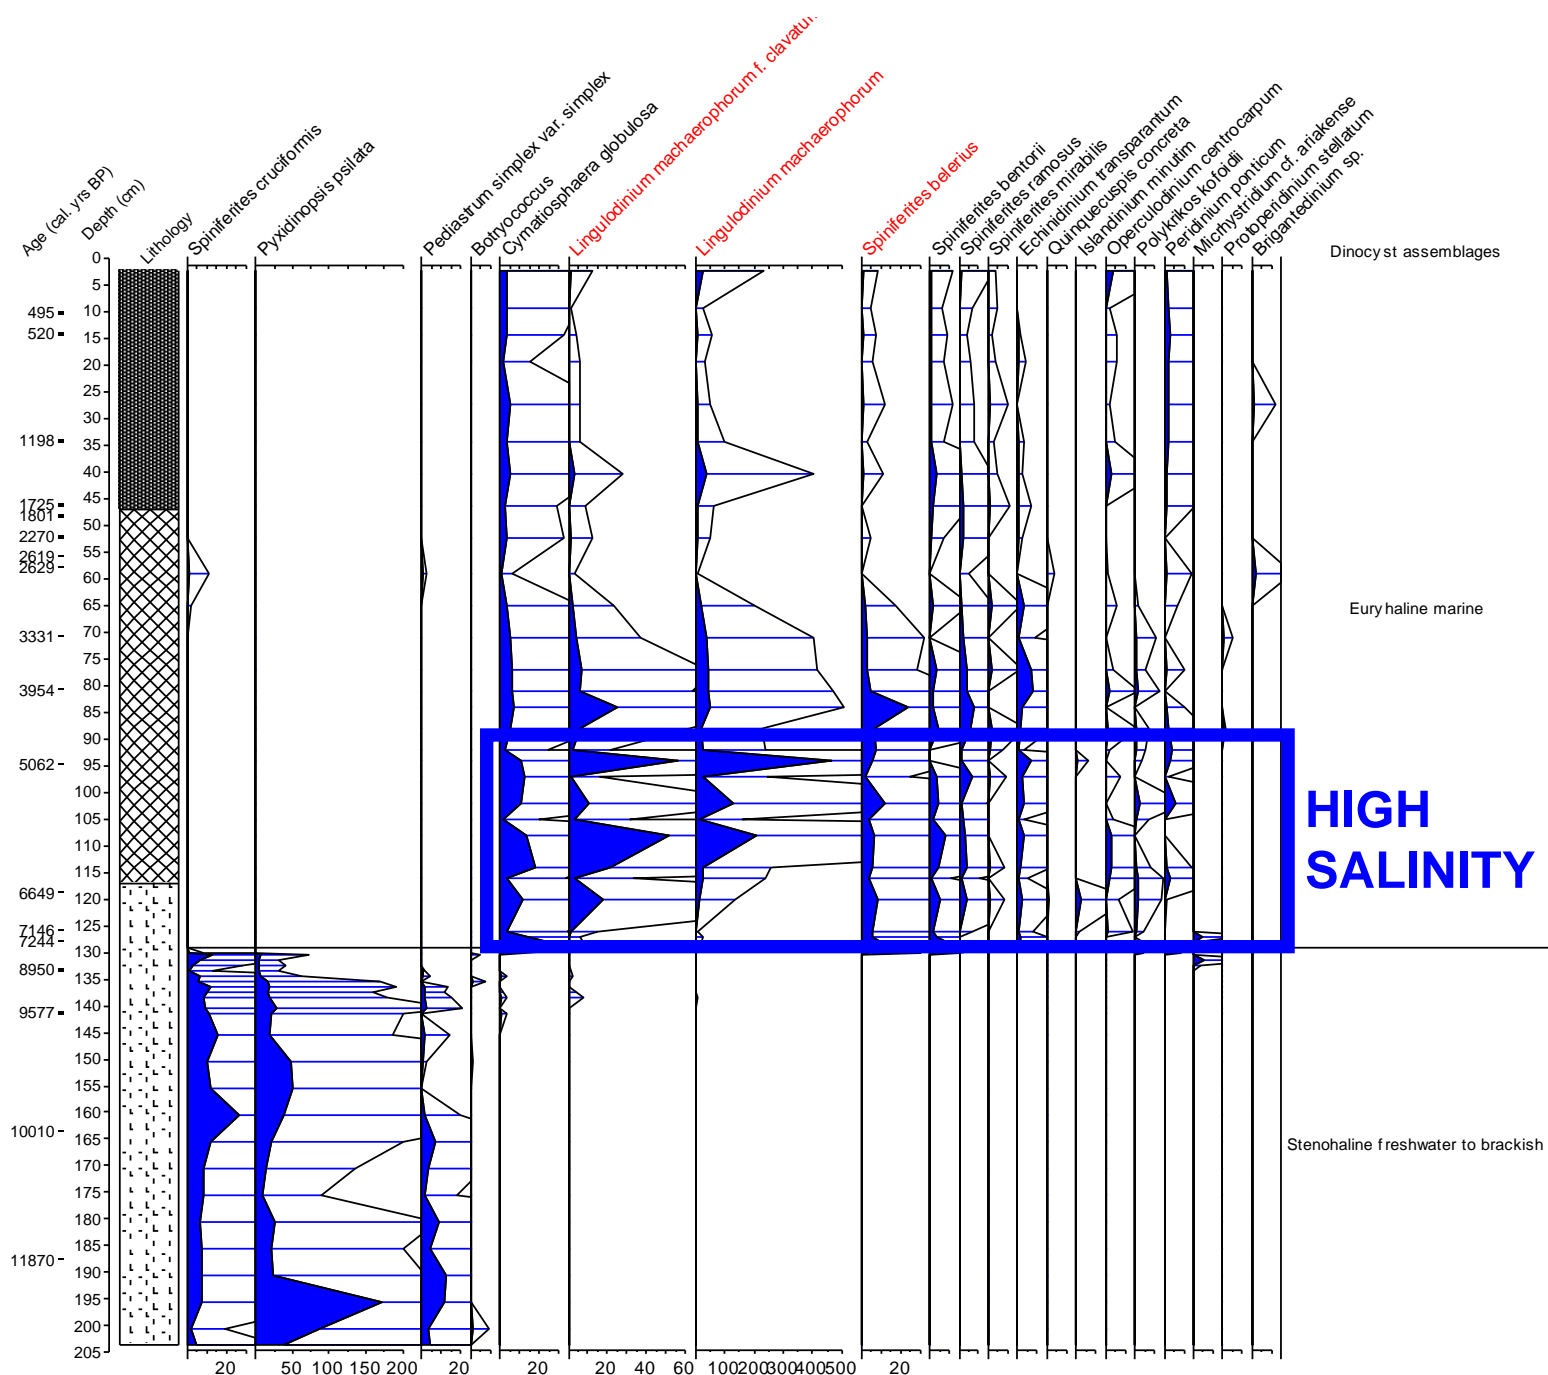 Age (cal. yrs BP)
Depth (cm)
Lithology
Spiniferites cruciformis
Pyxidinopsis psilata
Pediastrum simplex var. simplex
Botryococcus
Cymatiosphaera globulosa
Lingulodinium machaerophorum f. clavatum
Lingulodinium machaerophorum
Spiniferites belerius
Spiniferites bentorii
Spiniferites ramosus
Spiniferites mirabilis
Echinidinium transparantum
Quinquecuspis concreta
Islandinium minutim
Operculodinium centrocarpum
Polykrikos kofoidii
Peridinium ponticum
Micrhystridium cf. ariakense
Protoperidinium stellatum
Brigantedinium sp.
Dinocyst assemblages
0
5
495
10
520
15
20
25
30
1198
35
40
1725
45
1801
50
2270
2619
55
2629
60
65
Euryhaline marine
3331
70
75
3954
80
85
90
5062
95
100
HIGH
105
110
SALINITY
115
6649
120
7146
125
7244
130
8950
135
9577
140
145
150
155
160
10010
165
Stenohaline freshwater to brackish
170
175
180
185
11870
190
195
200
205
20
50 100 150 200
20
20
20 40 60
100 200 300 400 500
20